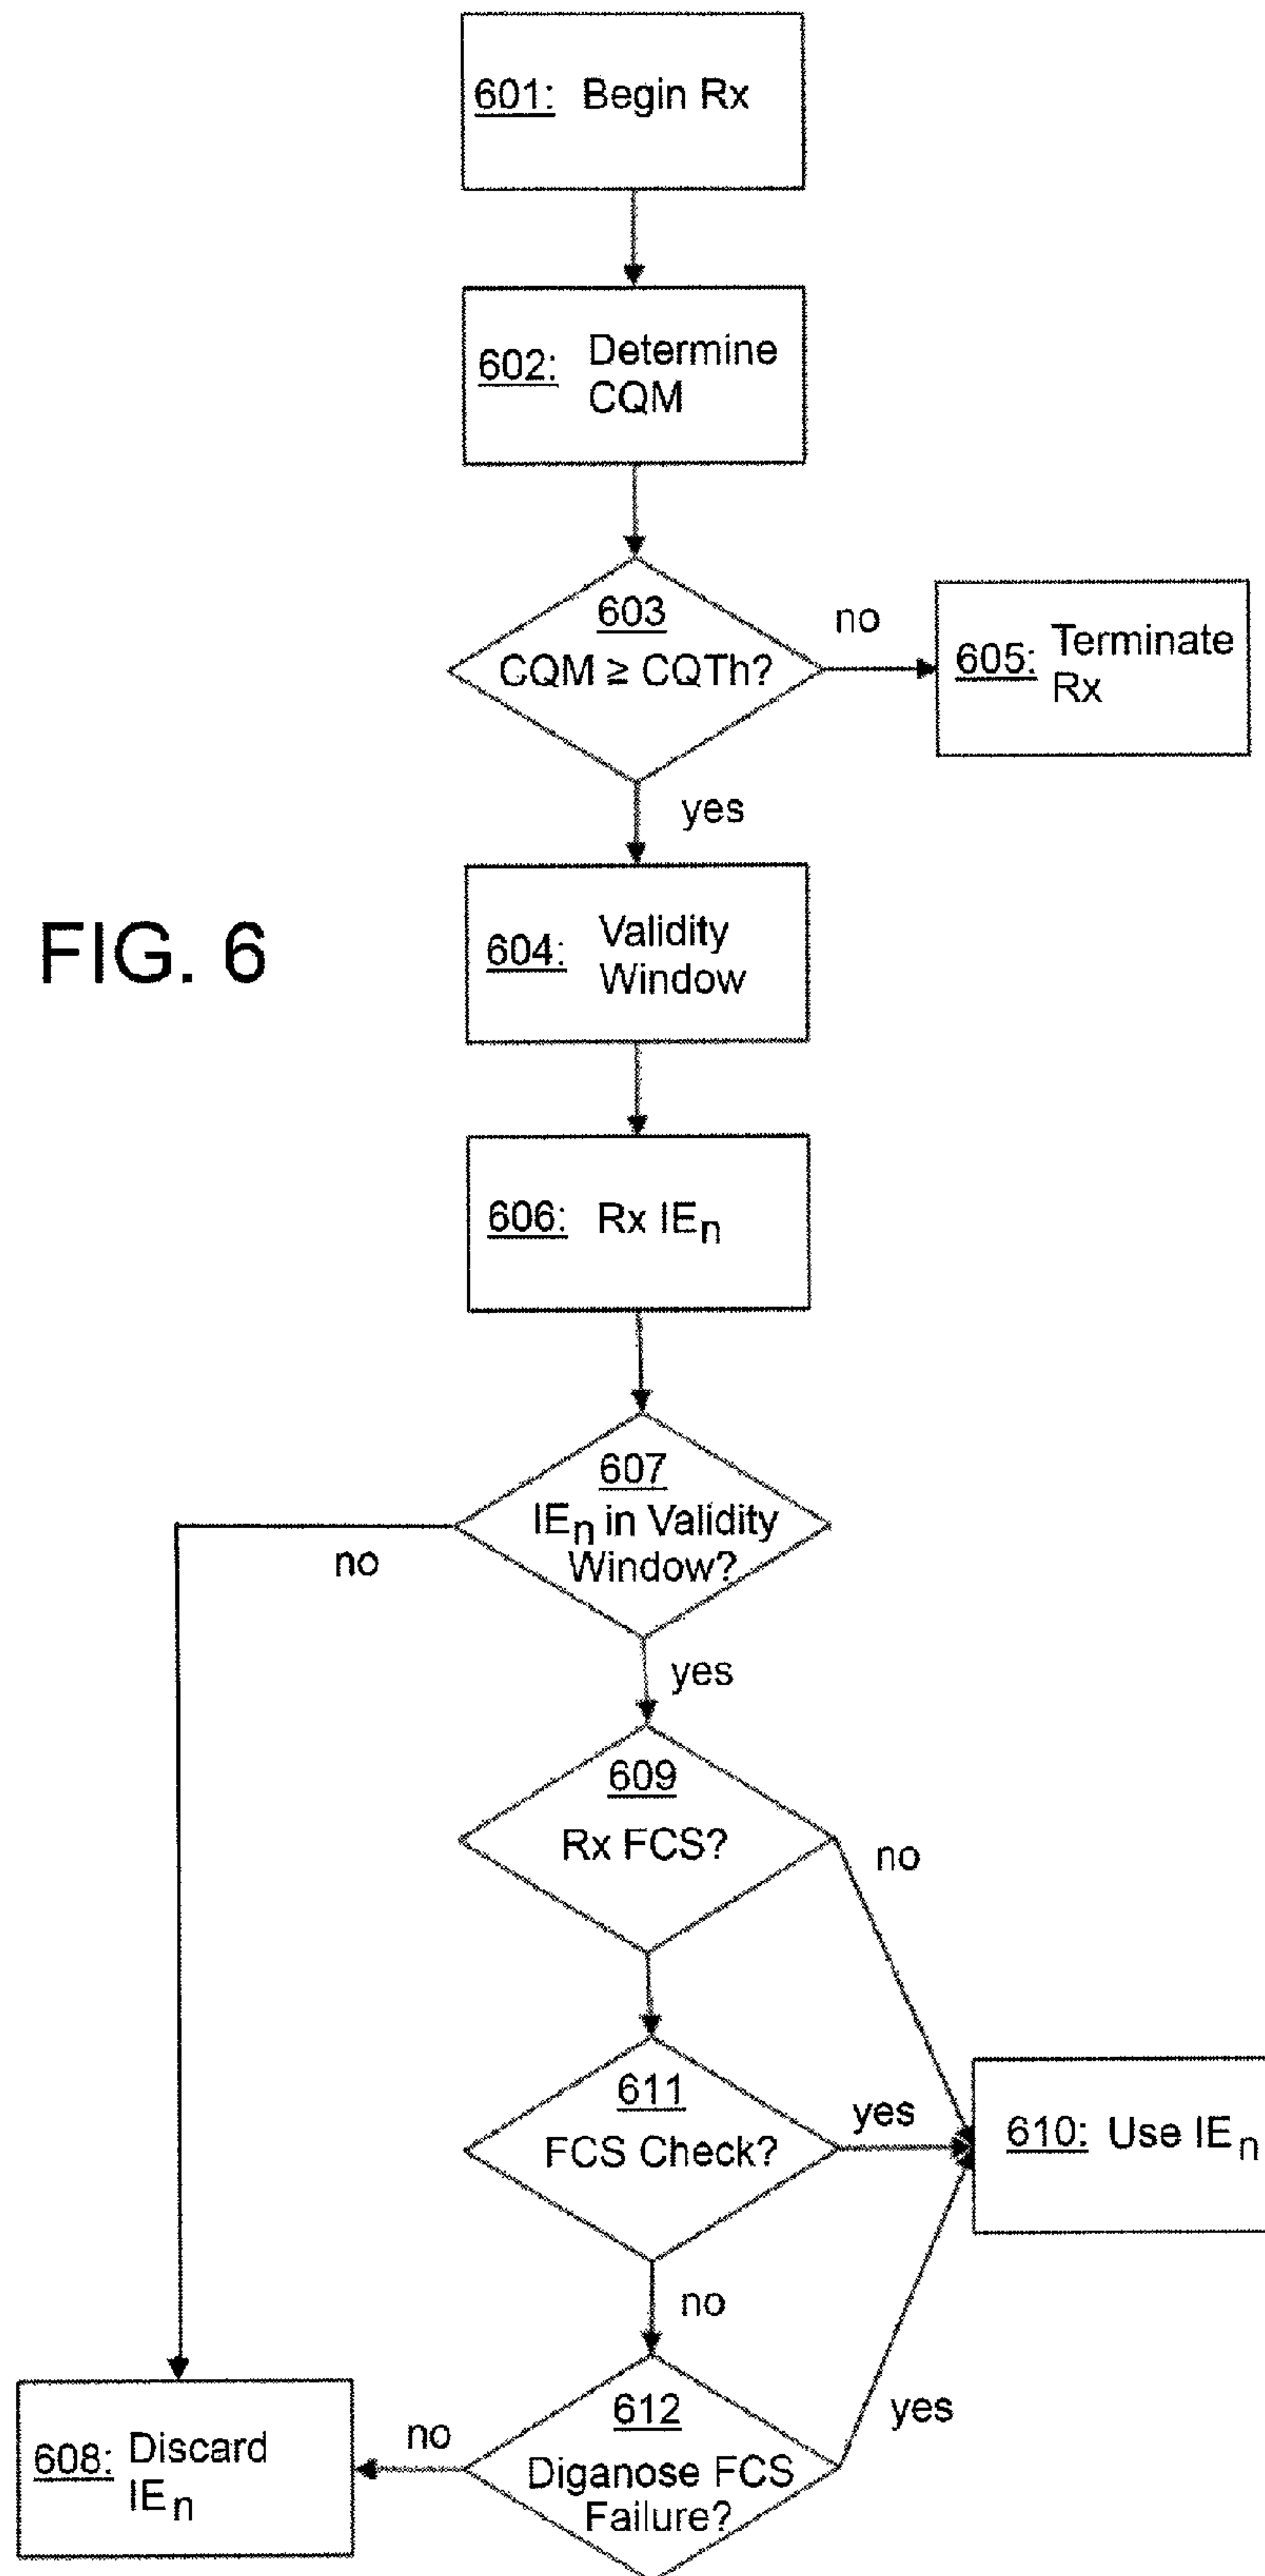 601: Begin Rx
602: Determine
CQM
603
CQM ≥ CQTh?
no
605: Terminate
Rx
yes
FIG. 6
604: Validity
Window
606: Rx IEn
607
IEn in Validity
Window?
no
yes
609
Rx FCS?
no
611
FCS Check?
yes
610: Use IEn
no
612
Diganose FCS
Failure?
yes
no
608: Discard
IEn